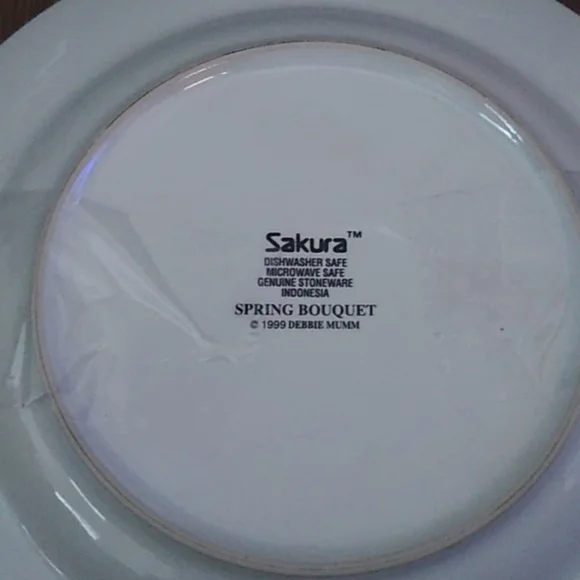 Sakura™
DISHWASHER SAFE
MICROWAVE SAFE
GENUINE STONEWARE
INDONESIA
SPRING BOUQUET
© 1999 DEBBIE MUMM